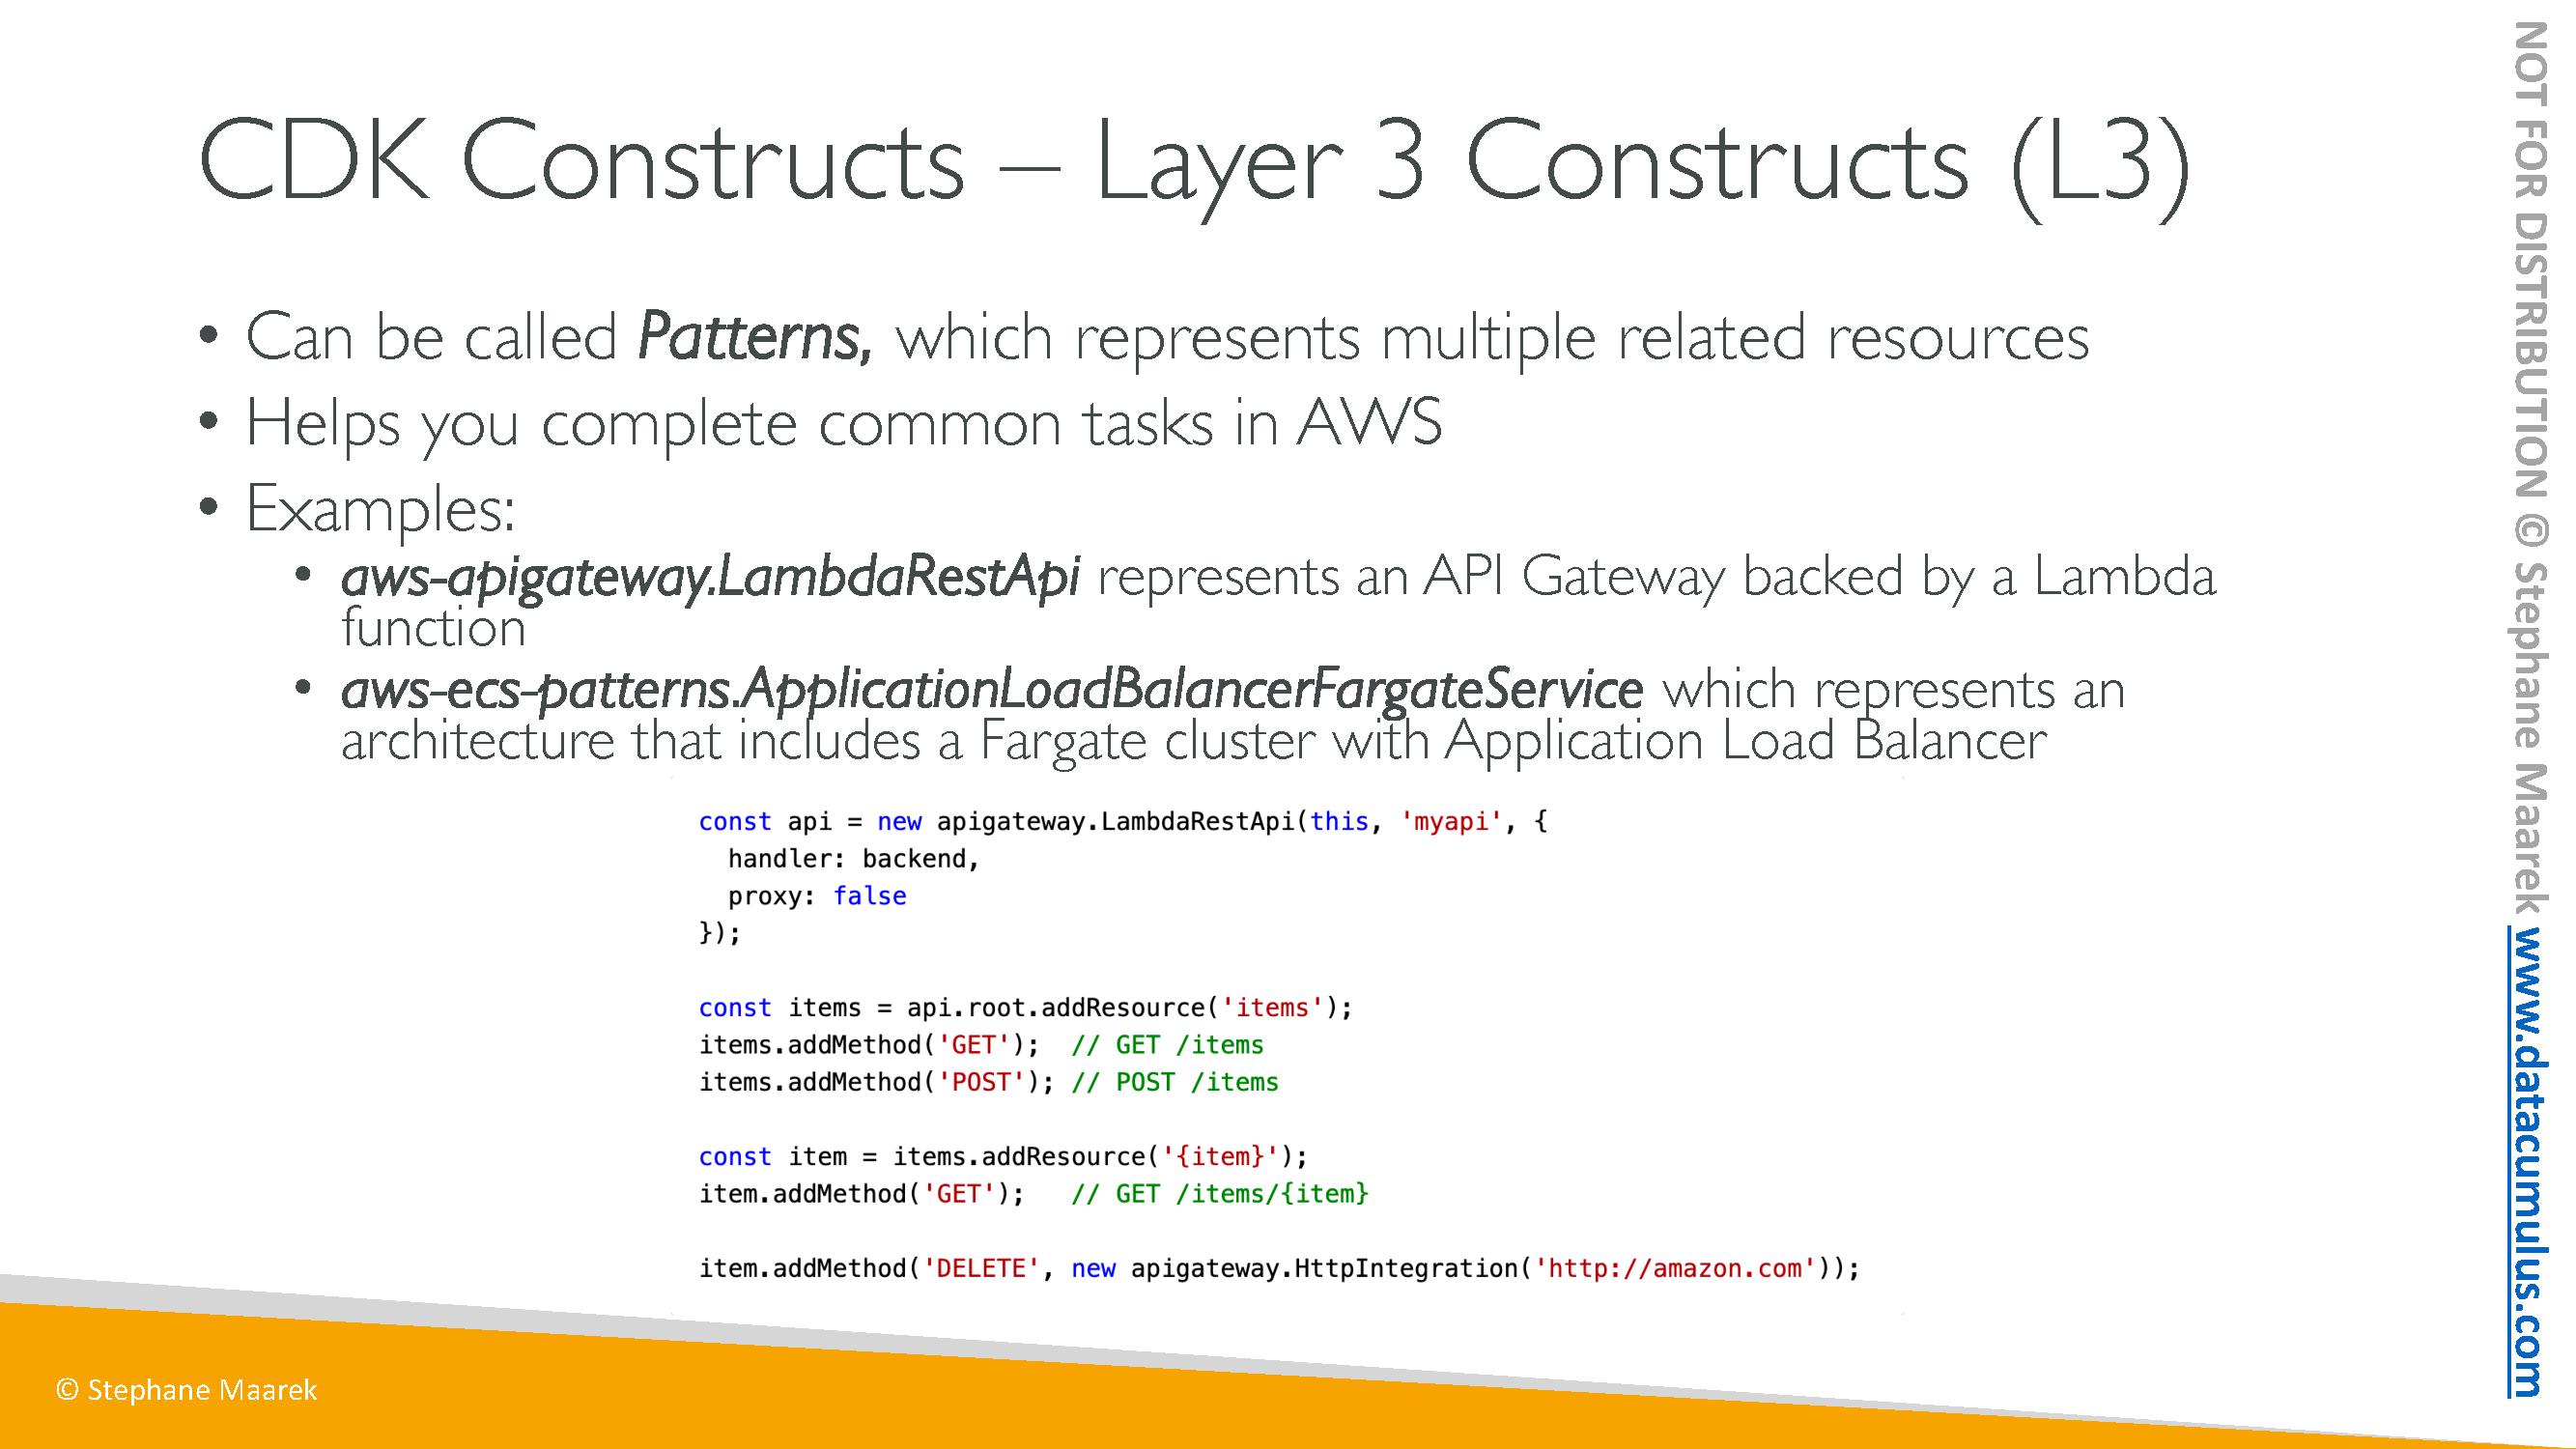 CDK Constructs – Layer 3 Constructs (L3)
• Can be called Patterns, which represents multiple related resources
• Helps you complete common tasks in AWS
• Examples:
• aws-apigateway.LambdaRestApi represents an API Gateway backed by a Lambda
function
• aws-ecs-patterns.ApplicationLoadBalancerFargateService which represents an
architecture that includes a Fargate cluster with Application Load Balancer
const api = new apigateway.LambdaRestApi(this, 'myapi', {
  handler: backend,
  proxy: false
});
const items = api.root.addResource('items');
items.addMethod('GET');  // GET /items
items.addMethod('POST'); // POST /items
const item = items.addResource('{item}');
item.addMethod('GET');   // GET /items/{item}
item.addMethod('DELETE', new apigateway.HttpIntegration('http://amazon.com'));
© Stephane Maarek
NOT FOR DISTRIBUTION © Stephane Maarek www.datacumulus.com